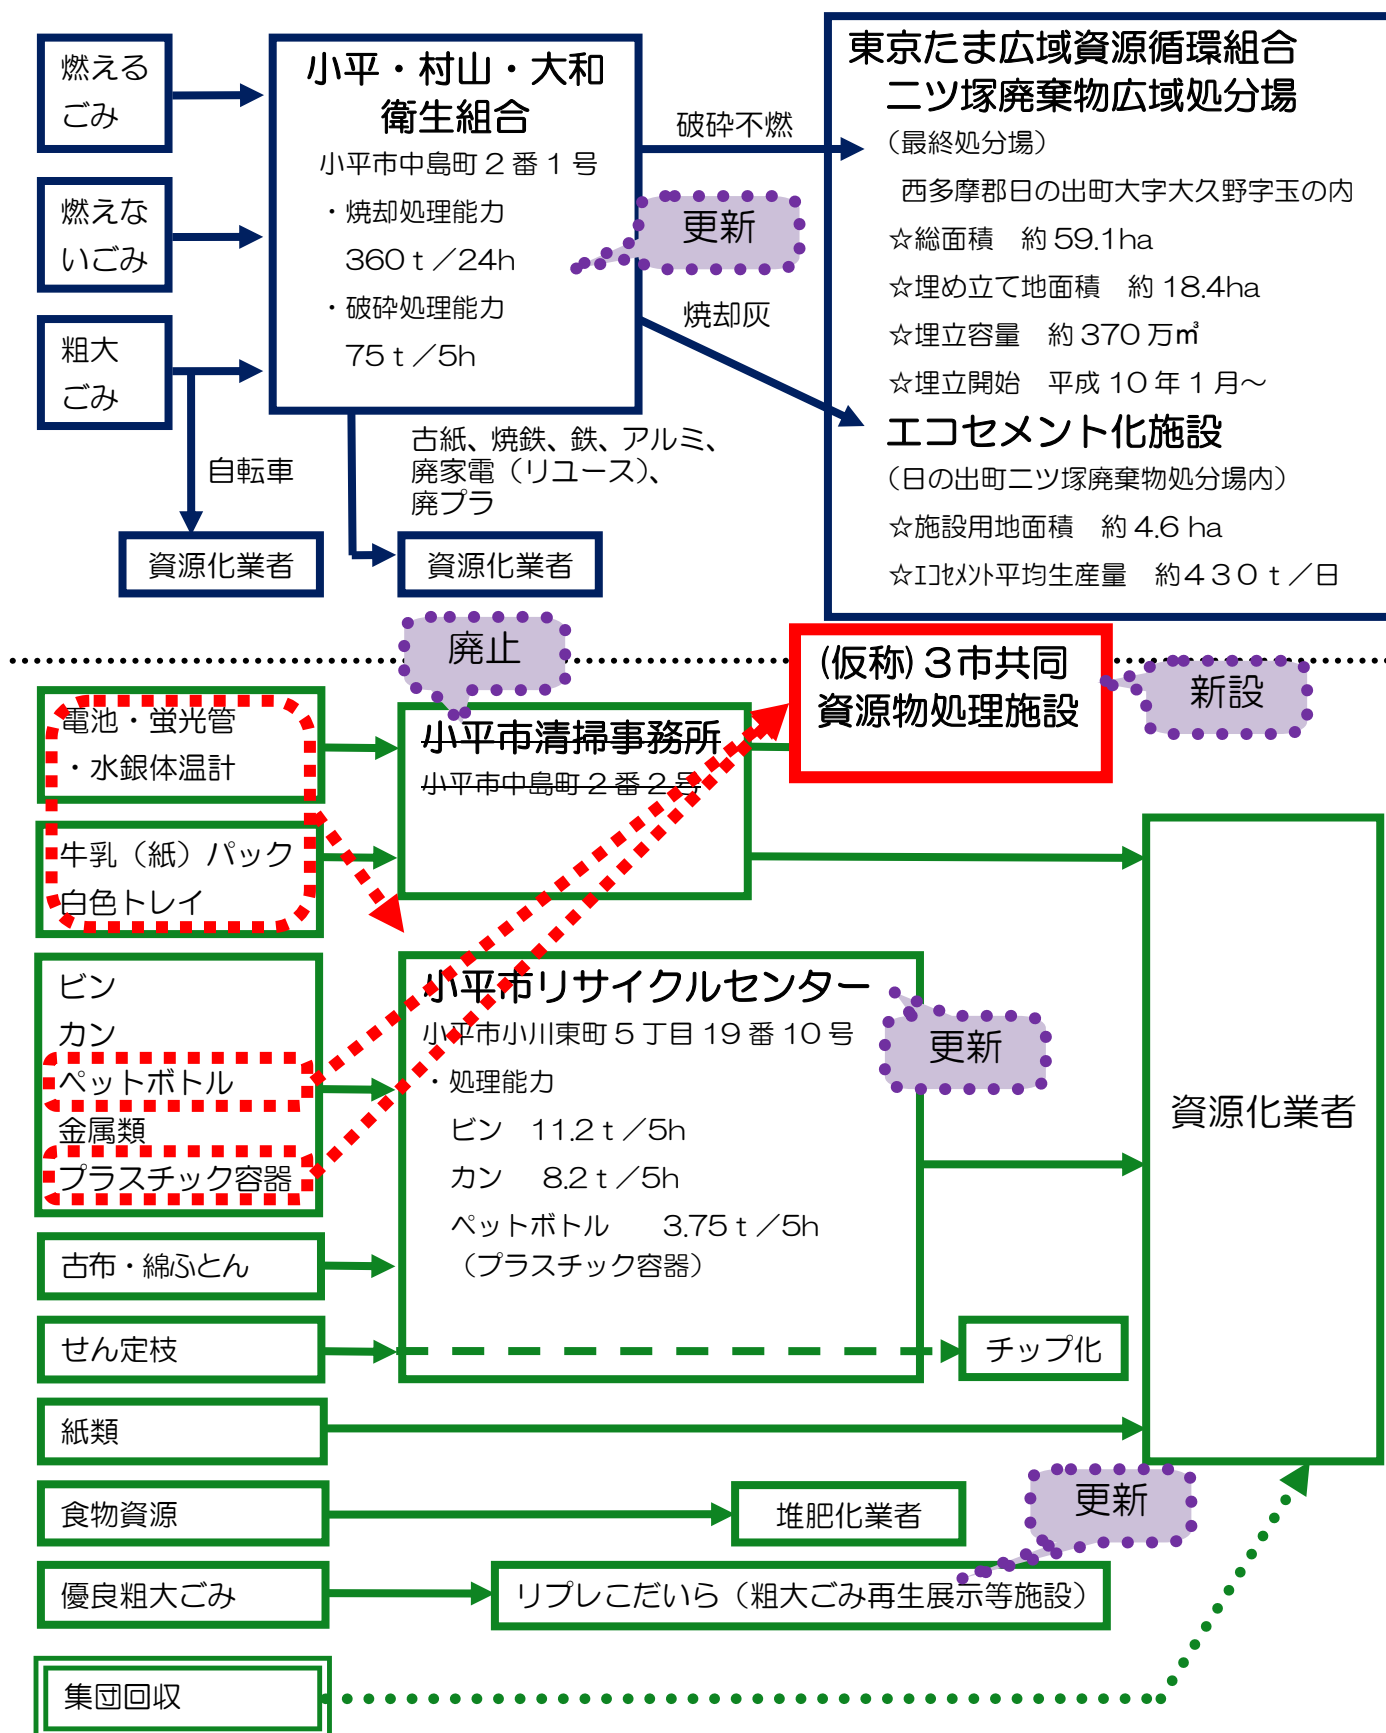 燃える
ごみ
燃えな
いごみ
粗大
ごみ
自転車
資源化業者
小平・村山・大和
衛生組合
小平市中島町２番１号
・焼却処理能力
360ｔ／24h
・破砕処理能力
75ｔ／5h
更新
破砕不燃
焼却灰
古紙、焼鉄、鉄、アルミ、
廃家電（リユース）、
廃プラ
資源化業者
東京たま広域資源循環組合
二ツ塚廃棄物広域処分場
（最終処分場）
西多摩郡日の出町大字大久野字玉の内
☆総面積　約59.1ha
☆埋め立て地面積　約18.4ha
☆埋立容量　約370万㎥
☆埋立開始　平成10年１月～
エコセメント化施設
（日の出町二ツ塚廃棄物処分場内）
☆施設用地面積　約4.6 ha
☆ｴｺｾﾒﾝﾄ平均生産量　約４３０ｔ／日
廃止
(仮称)３市共同
資源物処理施設
新設
電池・蛍光管
・水銀体温計
牛乳（紙）パック
白色トレイ
小平市清掃事務所
小平市中島町２番２号
ビン
カン
ペットボトル
金属類
プラスチック容器
小平市リサイクルセンター
小平市小川東町５丁目19番10号
・処理能力
ビン　11.2ｔ／5h
カン　8.2ｔ／5h
ペットボトル　3.75ｔ／5h
（プラスチック容器）
更新
資源化業者
古布・綿ふとん
せん定枝
チップ化
紙類
食物資源
堆肥化業者
更新
優良粗大ごみ
リプレこだいら（粗大ごみ再生展示等施設）
集団回収